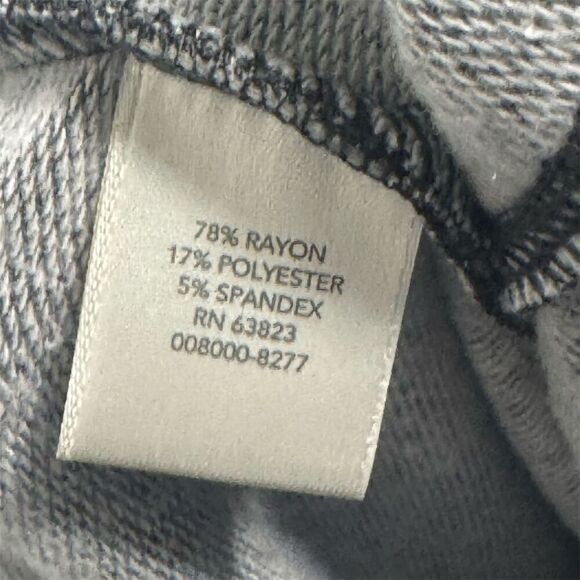 78% RAYON
17% POLYESTER
5% SPANDEX
RN 63823
008000-8277